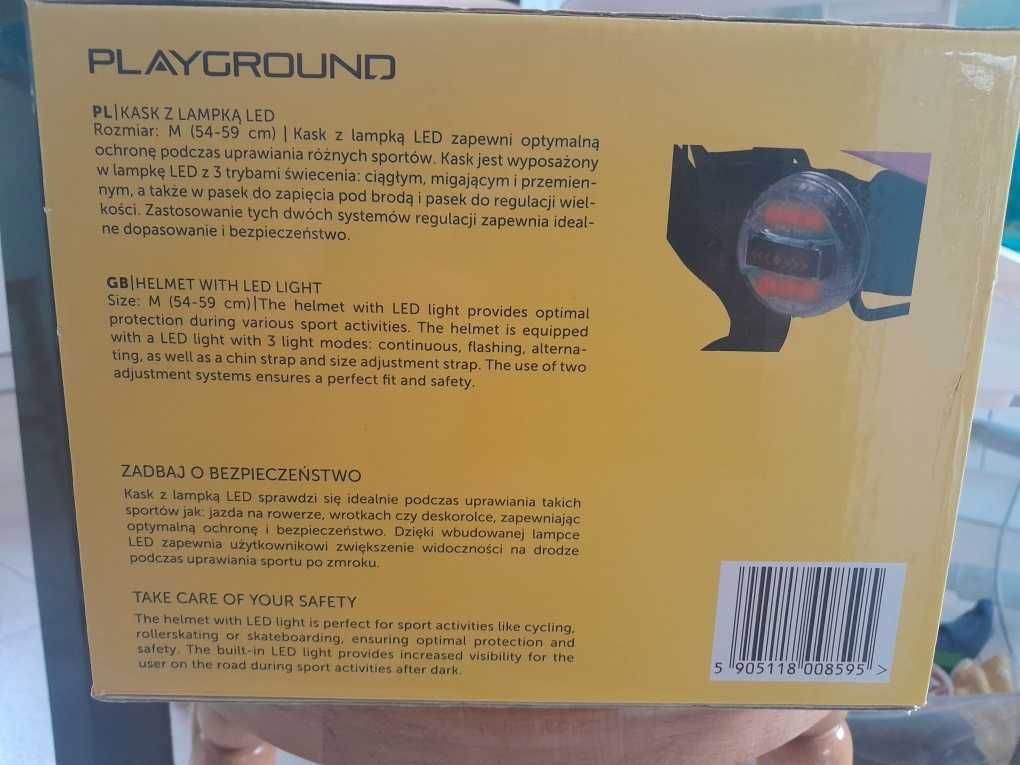 PLAYGROUND
PL|KASK Z LAMPKĄ LED
Rozmiar: M (54-59 cm) | Kask z lampką LED zapewni optymalną
ochronę podczas uprawiania różnych sportów. Kask jest wyposażony
w lampkę LED z 3 trybami świecenia: ciągłym, migającym i przemien-
nym, a także w pasek do zapięcia pod brodą i pasek do regulacji wiel-
kości. Zastosowanie tych dwóch systemów regulacji zapewnia ideal-
ne dopasowanie i bezpieczeństwo.
GB|HELMET WITH LED LIGHT
Size: M (54-59 cm)|The helmet with LED light provides optimal
protection during various sport activities. The helmet is equipped
with a LED light with 3 light modes: continuous, flashing, alterna-
ting, as well as a chin strap and size adjustment strap. The use of two
adjustment systems ensures a perfect fit and safety.
ZADBAJ O BEZPIECZEŃSTWO
Kask z lampką LED sprawdzi się idealnie podczas uprawiania takich
sportów jak: jazda na rowerze, wrotkach czy deskorolce, zapewniając
optymalną ochronę i bezpieczeństwo. Dzięki wbudowanej lampce
LED zapewnia użytkownikowi zwiększenie widoczności na drodze
podczas uprawiania sportu po zmroku.
TAKE CARE OF YOUR SAFETY
The helmet with LED light is perfect for sport activities like cycling,
rollerskating or skateboarding, ensuring optimal protection and
safety. The built-in LED light provides increased visibility for the
user on the road during sport activities after dark.
5 905118 008595 >